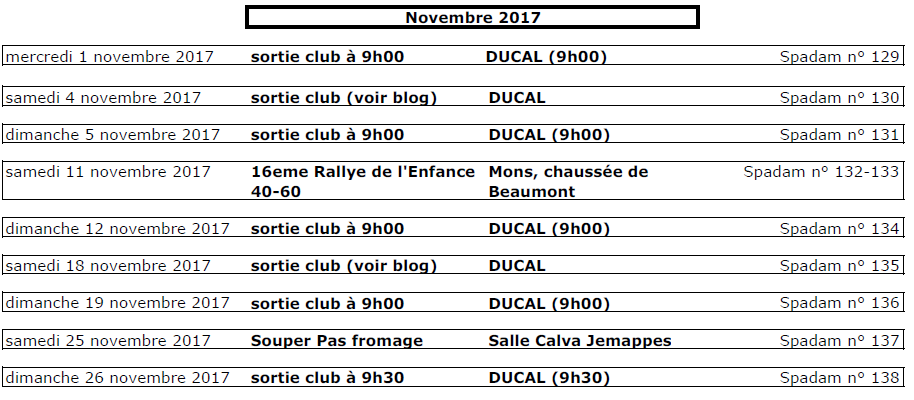 Novembre 2017
mercredi 1 novembre 2017 sortie club à 9h00 DUCAL (9h00) Spadam n° 129
samedi 4 novembre 2017 sortie club (voir blog) DUCAL Spadam n° 130
dimanche 5 novembre 2017 sortie club à 9h00 DUCAL (9h00) Spadam n° 131
samedi 11 novembre 2017 16eme Rallye de l'Enfance Mons, chaussée de Spadam n° 132-133
40-60 Beaumont
dimanche 12 novembre 2017 sortie club à 9h00 DUCAL (9h00) Spadam n° 134
samedi 18 novembre 2017 sortie club (voir blog) DUCAL Spadam n° 135
dimanche 19 novembre 2017 sortie club à 9h00 DUCAL (9h00) Spadam n° 136
samedi 25 novembre 2017 Souper Pas fromage Salle Calva Jemappes Spadam n° 137
dimanche 26 novembre 2017 sortie club à 9h30 DUCAL (9h30) Spadam n° 138